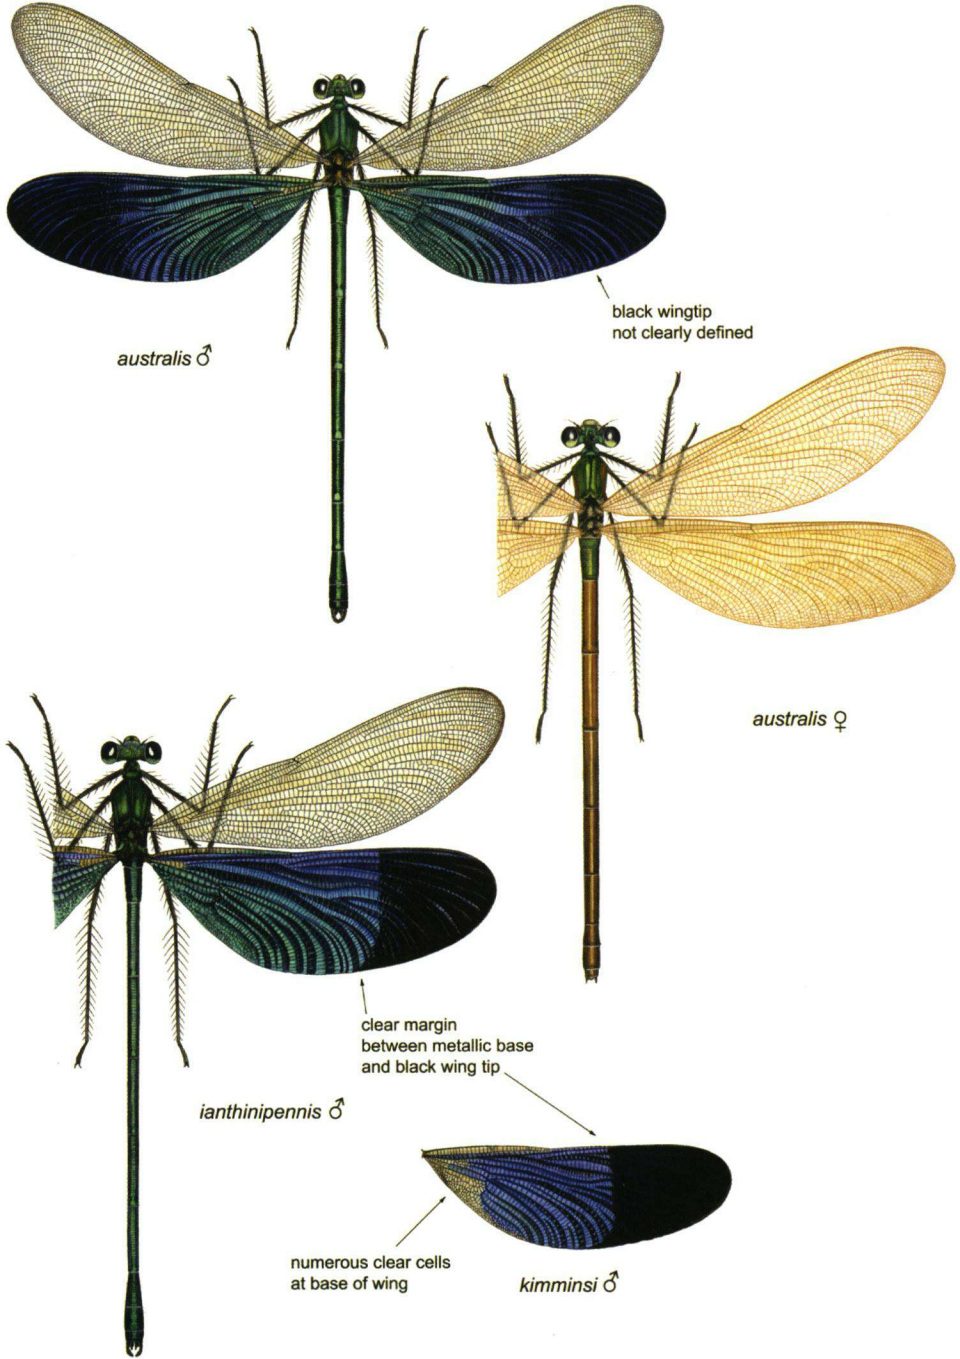 black wingtip
not clearly defined
australis ♂
australis ♀
clear margin
between metallic base
and black wing tip
ianthinipennis ♂
numerous clear cells
at base of wing
kimminsi ♂